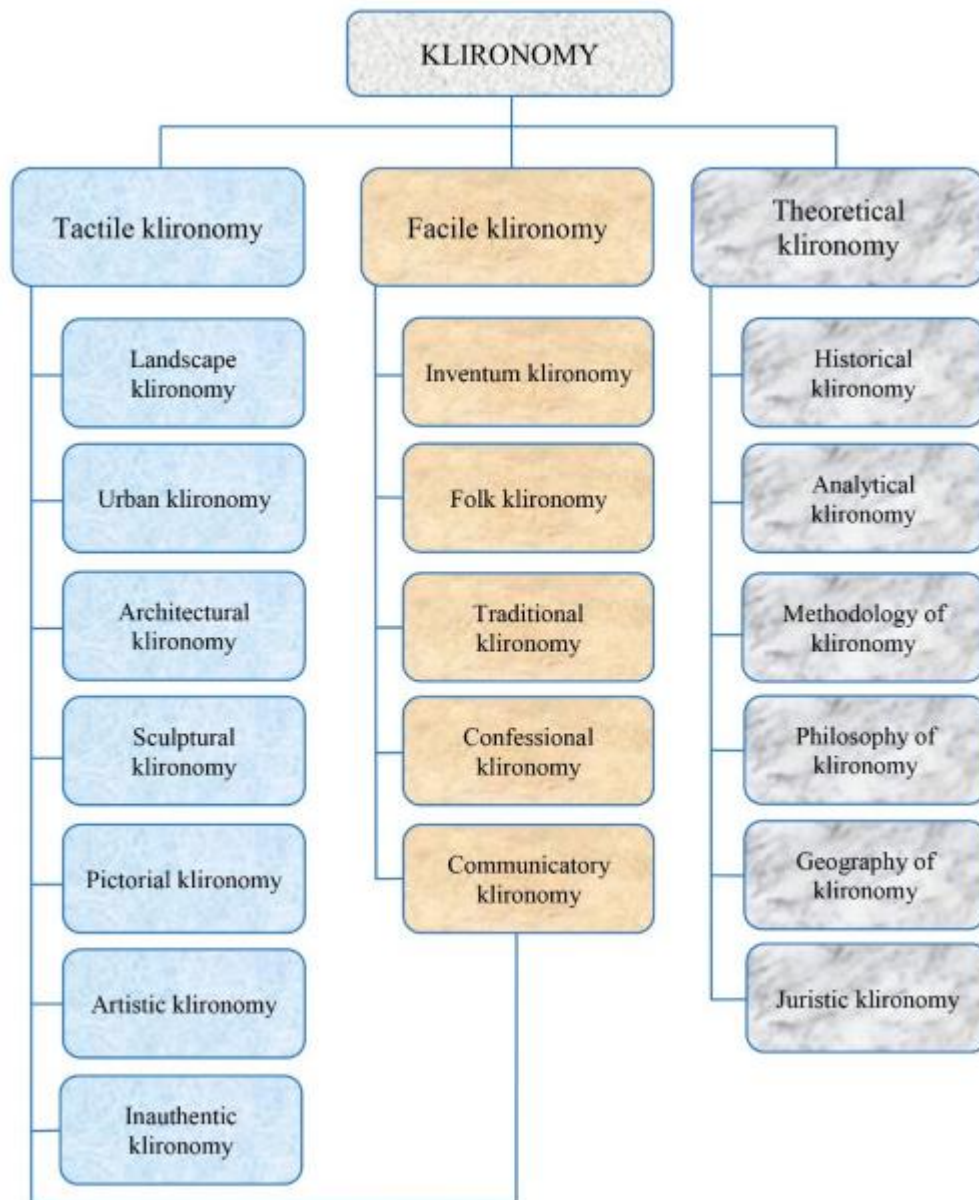 KLIRONOMY
Tactile klironomy
Landscape
klironomy
Urban klironomy
Architectural
klironomy
Sculptural
klironomy
Pictorial klironomy
Artistic klironomy
Inauthentic
klironomy
Facile klironomy
Inventum klironomy
Folk klironomy
Traditional
klironomy
Confessional
klironomy
Communicatory
klironomy
Theoretical
klironomy
Historical
klironomy
Analytical
klironomy
Methodology of
klironomy
Philosophy of
klironomy
Geography of
klironomy
Juristic klironomy